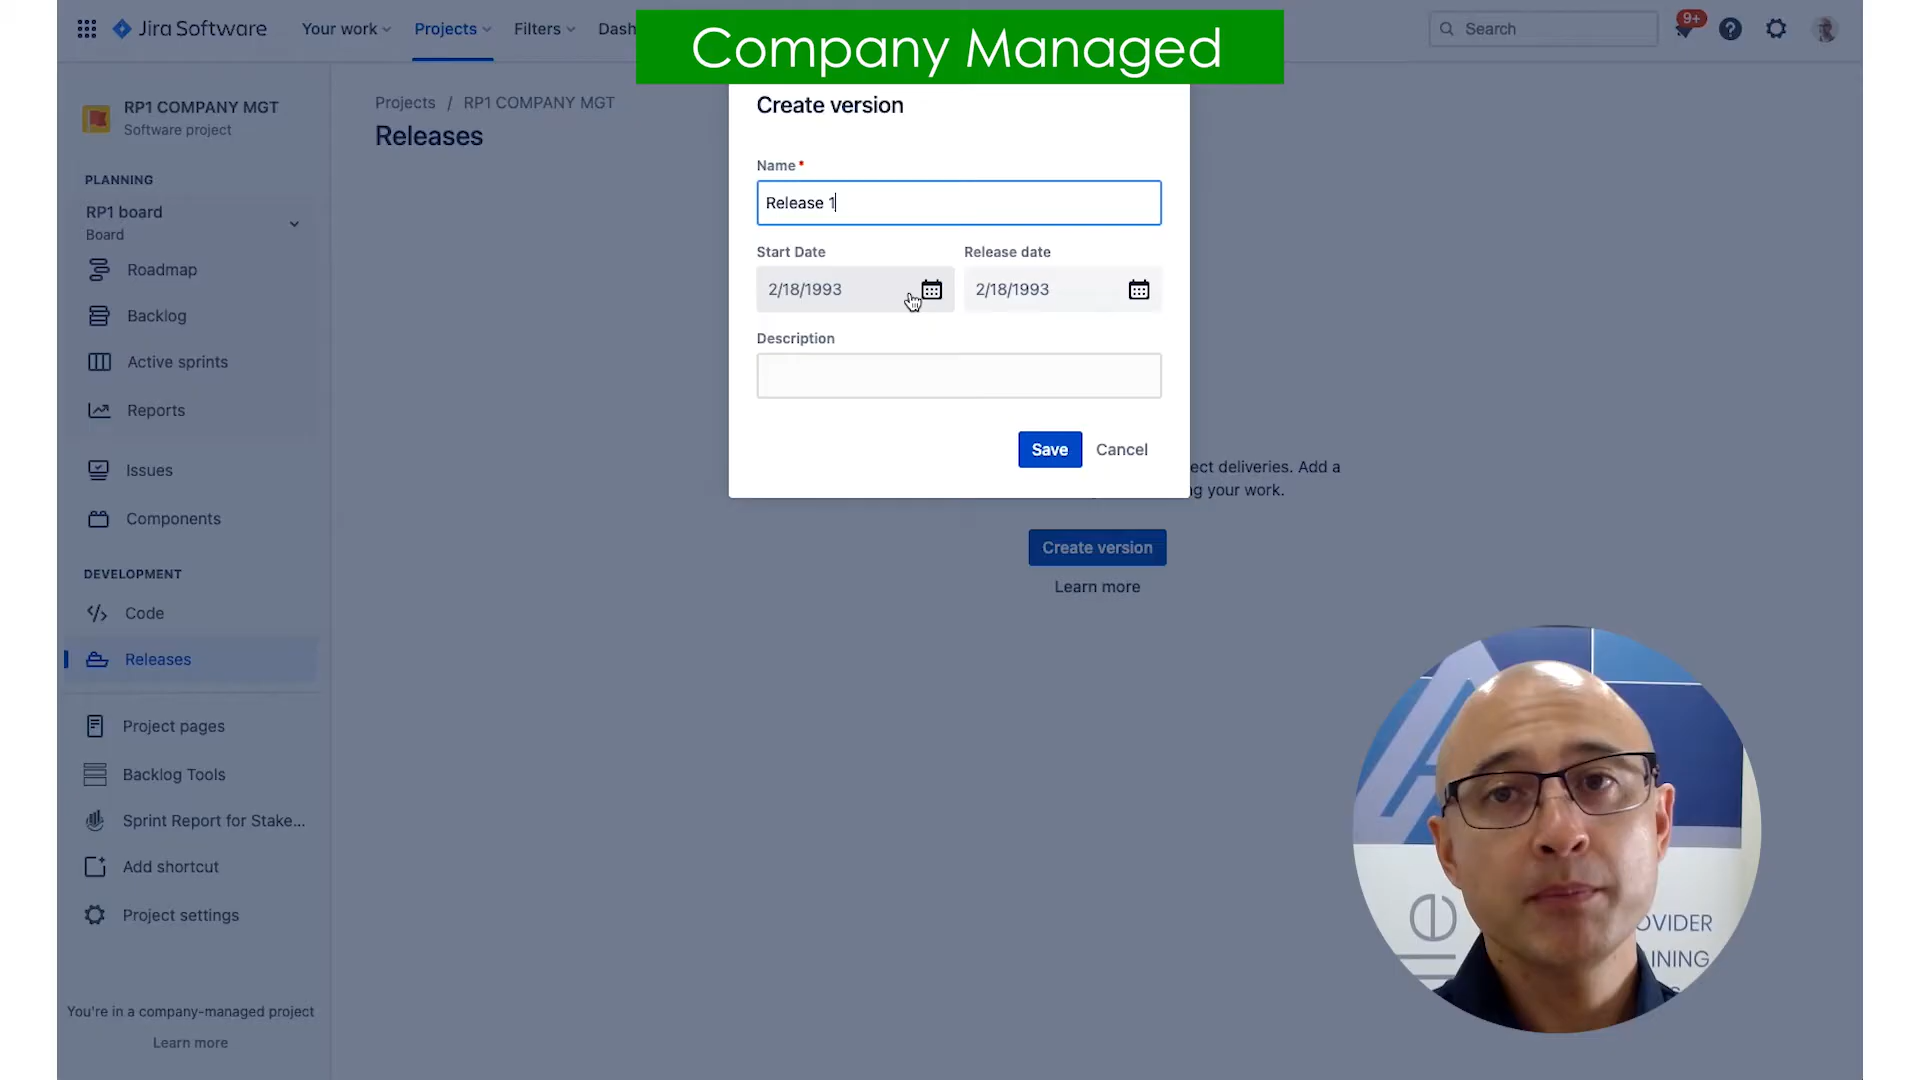 Company Managed
Jira Software
Your work
Projects
Filters
Dash
Search
9+
RP1 COMPANY MGT
Software project
PLANNING
RP1 board
Board
Roadmap
Backlog
Active sprints
Reports
Issues
Components
DEVELOPMENT
Code
Releases
Project pages
Backlog Tools
Sprint Report for Stake...
Add shortcut
Project settings
You're in a company-managed project
Learn more
Projects / RP1 COMPANY MGT
Releases
Create version
Name *
Release 1
Start Date
Release date
2/18/1993
2/18/1993
Description
Save
Cancel
ect deliveries. Add a
g your work.
Create version
Learn more
OVIDER
INING